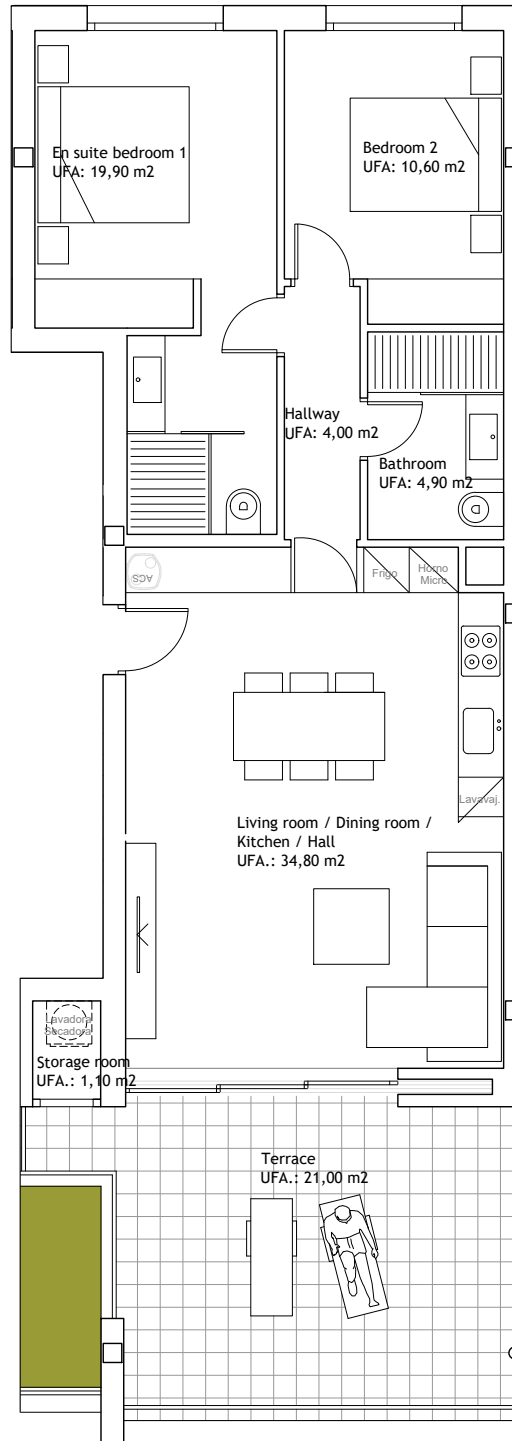 En suite bedroom 1
UFA: 19,90 m2
Bedroom 2
UFA: 10,60 m2
Hallway
UFA: 4,00 m2
Bathroom
UFA: 4,90 m2
ACS
Frigo
Horno
Micro
Lavavaj.
Living room / Dining room /
Kitchen / Hall
UFA.: 34,80 m2
Lavadora
Secadora
Storage room
UFA.: 1,10 m2
Terrace
UFA.: 21,00 m2